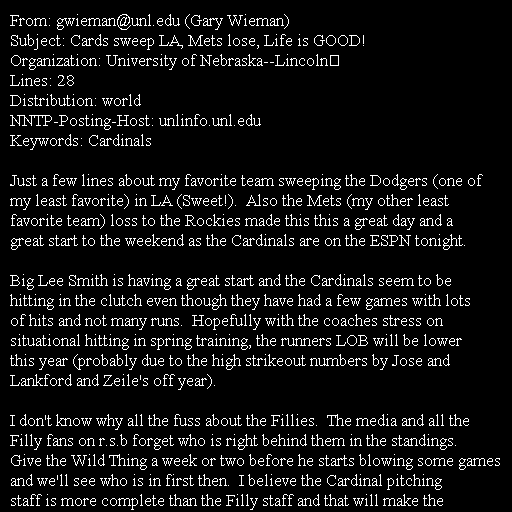 From: gwieman@unl.edu (Gary Wieman)
Subject: Cards sweep LA, Mets lose, Life is GOOD!
Organization: University of Nebraska--Lincoln
Lines: 28
Distribution: world
NNTP-Posting-Host: unlinfo.unl.edu
Keywords: Cardinals

Just a few lines about my favorite team sweeping the Dodgers (one of
my least favorite) in LA (Sweet!).  Also the Mets (my other least
favorite team) loss to the Rockies made this this a great day and a
great start to the weekend as the Cardinals are on the ESPN tonight.

Big Lee Smith is having a great start and the Cardinals seem to be
hitting in the clutch even though they have had a few games with lots
of hits and not many runs.  Hopefully with the coaches stress on
situational hitting in spring training, the runners LOB will be lower
this year (probably due to the high strikeout numbers by Jose and
Lankford and Zeile's off year).

I don't know why all the fuss about the Fillies.  The media and all the
Filly fans on r.s.b forget who is right behind them in the standings.
Give the Wild Thing a week or two before he starts blowing some games
and we'll see who is in first then.  I believe the Cardinal pitching
staff is more complete than the Filly staff and that will make the